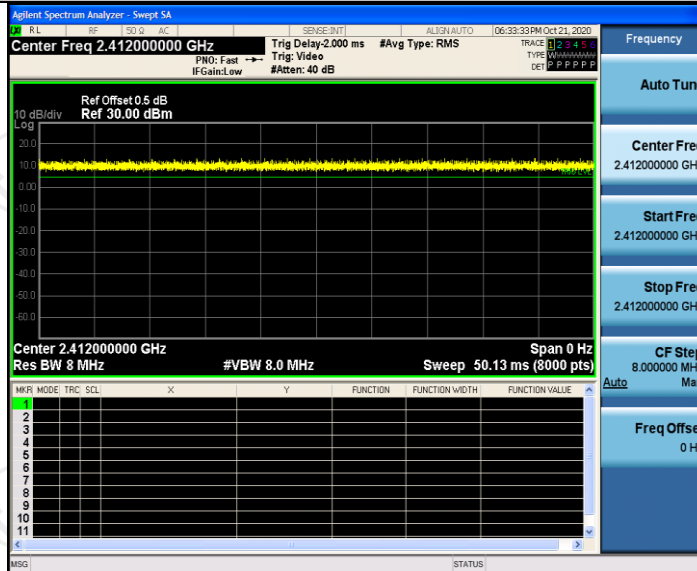 Agilent Spectrum Analyzer - Swept SA
RL RF 50 Ω AC SENSE:INT ALIGN AUTO 06:33:33 PM Oct 21, 2020
Center Freq 2.412000000 GHz
PNO: Fast
IFGain:Low
Trig Delay-2.000 ms
Trig: Video
#Atten: 40 dB
#Avg Type: RMS
TRACE 1 2 3 4 5 6
TYPE
DET P P P P P P
Ref Offset 0.5 dB
10 dB/div Ref 30.00 dBm
Log
20.0
10.0
0.00
-10.0
-20.0
-30.0
-40.0
-50.0
-60.0
Center 2.412000000 GHz Span 0 Hz
Res BW 8 MHz #VBW 8.0 MHz Sweep 50.13 ms (8000 pts)
MKR MODE TRC SCL X Y FUNCTION FUNCTION WIDTH FUNCTION VALUE
1
2
3
4
5
6
7
8
9
10
11
MSG STATUS
Frequency
Auto Tun
Center Fre
2.412000000 GH
Start Fre
2.412000000 GH
Stop Fre
2.412000000 GH
CF Ste
8.000000 MH
Auto Ma
Freq Offse
0 H